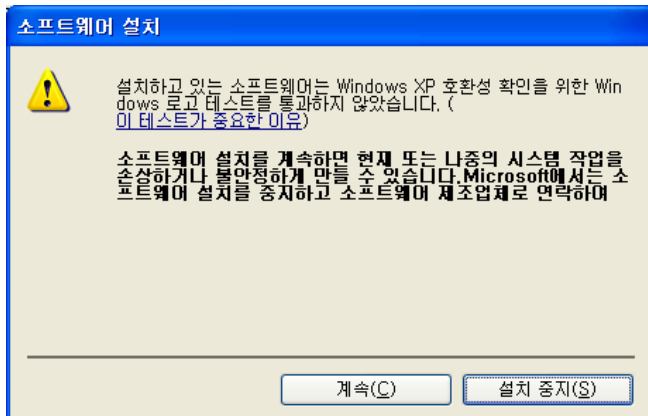 소프트웨어 설치
설치하고 있는 소프트웨어는 Windows XP 호환성 확인을 위한 Win
dows 로고 테스트를 통과하지 않았습니다. (
이 테스트가 중요한 이유)
소프트웨어 설치를 계속하면 현재 또는 나중의 시스템 작업을
손상하거나 불안정하게 만들 수 있습니다.Microsoft에서는 소
프트웨어 설치를 중지하고 소프트웨어 제조업체로 연락하며
계속(C)
설치 중지(S)